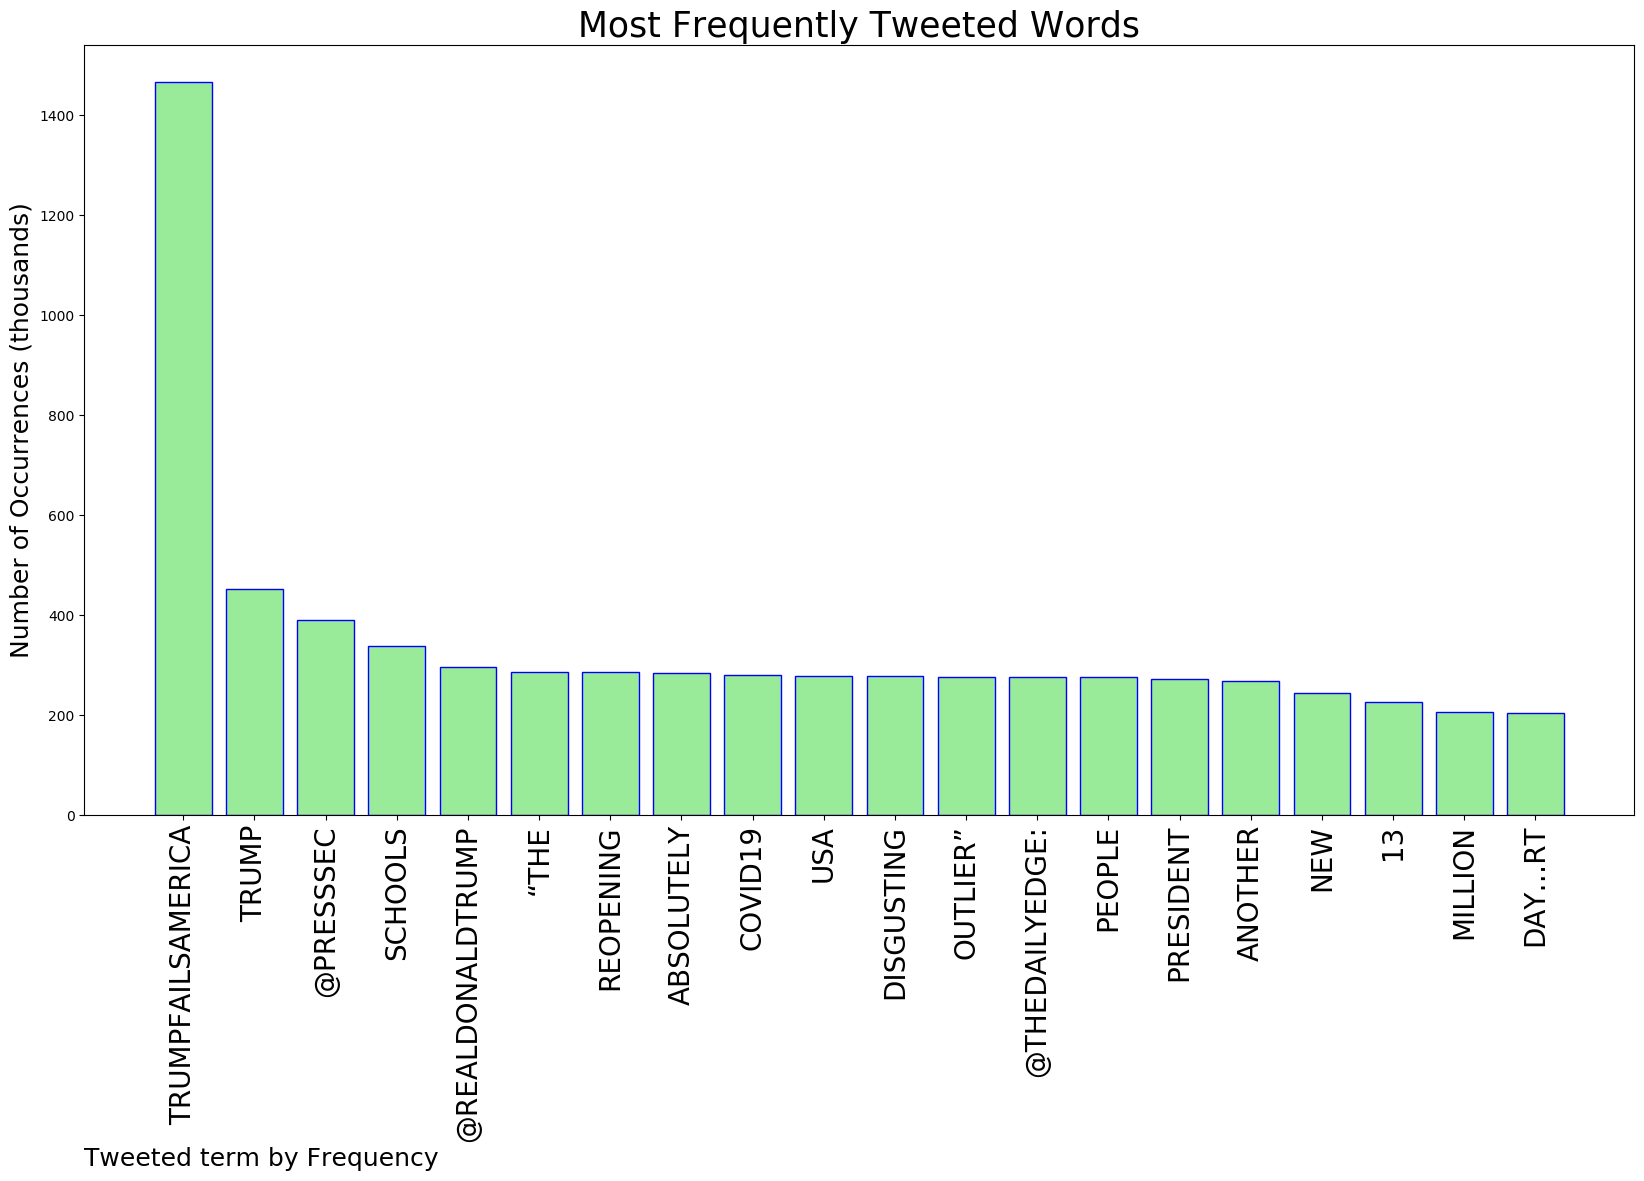 Most Frequently Tweeted Words
Number of Occurrences (thousands)
1400
1200
1000
800
600
400
200
0
TRUMPFAILSAMERICA
TRUMP
@PRESSSEC
SCHOOLS
@REALDONALDTRUMP
“THE
REOPENING
ABSOLUTELY
COVID19
USA
DISGUSTING
OUTLIER”
@THEDAILYEDGE:
PEOPLE
PRESIDENT
ANOTHER
NEW
13
MILLION
DAY…RT
Tweeted term by Frequency